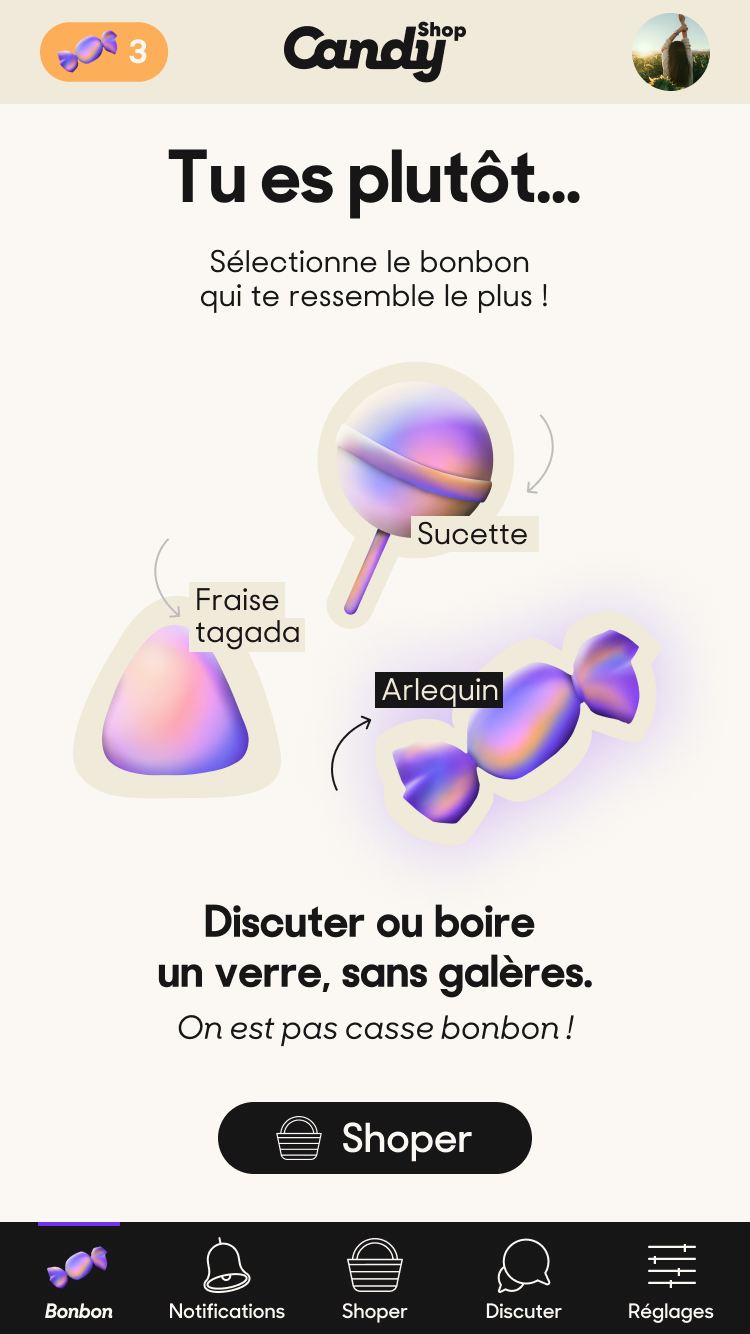 3
Candy Shop
Tu es plutôt...
Sélectionne le bonbon
qui te ressemble le plus !
Sucette
Fraise
tagada
Arlequin
Discuter ou boire
un verre, sans galères.
On est pas casse bonbon !
Shoper
Bonbon
Notifications
Shoper
Discuter
Réglages